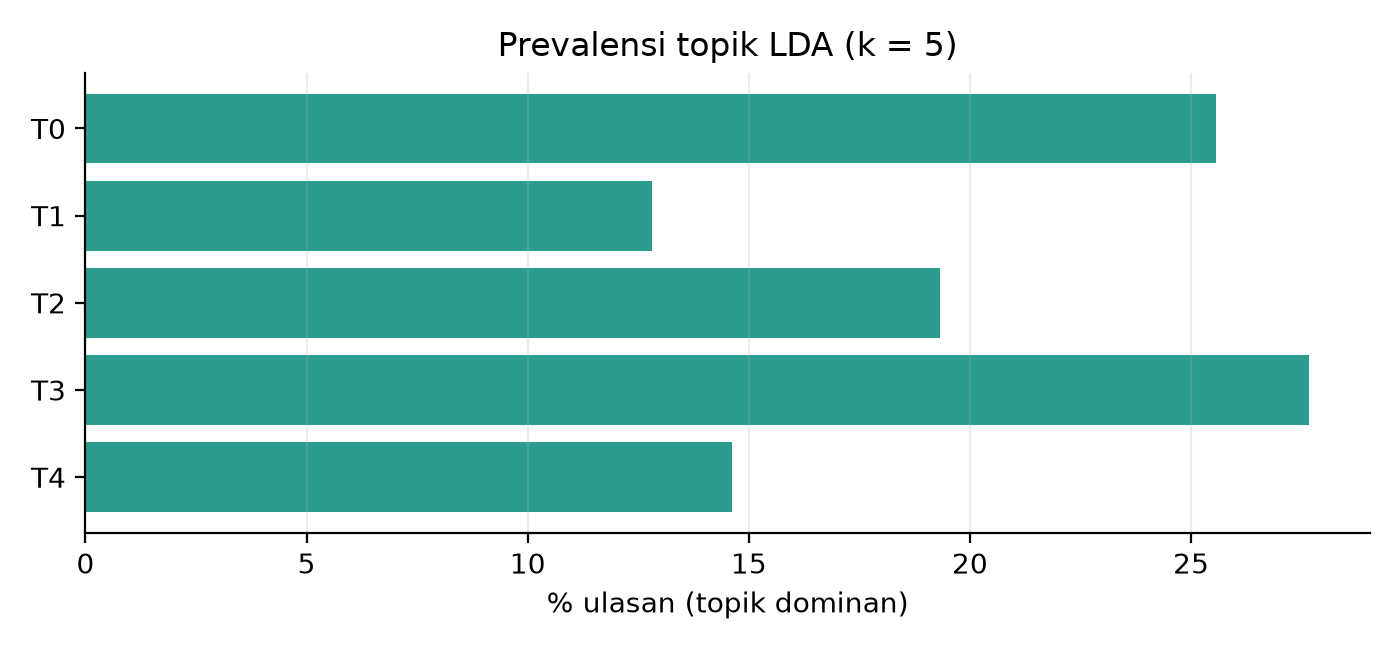 Prevalensi topik LDA (k = 5)
T0
T1
T2
T3
T4
0 5 10 15 20 25
% ulasan (topik dominan)